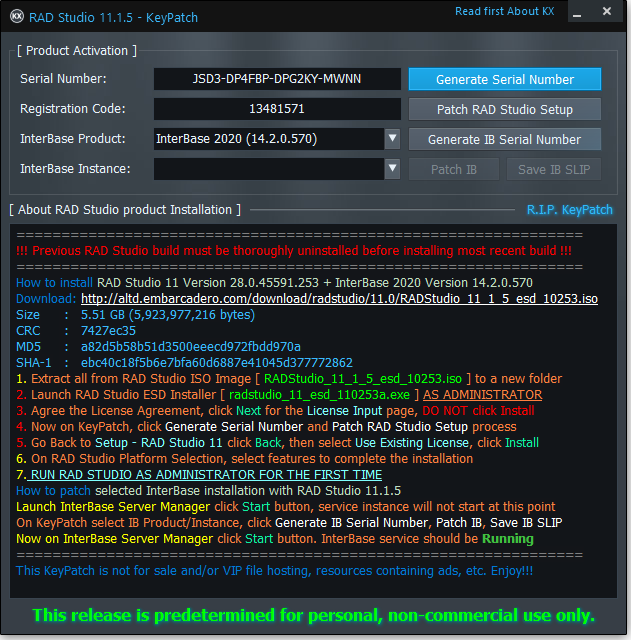 RAD Studio 11.1.5 - KeyPatch
Read first About KX
[ Product Activation ]
Serial Number: JSD3-DP4FBP-DPG2KY-MWNN Generate Serial Number
Registration Code: 13481571 Patch RAD Studio Setup
InterBase Product: InterBase 2020 (14.2.0.570) Generate IB Serial Number
InterBase Instance: Patch IB Save IB SLIP
[ About RAD Studio product Installation ] R.I.P. KeyPatch
!!! Previous RAD Studio build must be thoroughly uninstalled before installing most recent build !!!
How to install RAD Studio 11 Version 28.0.45591.253 + InterBase 2020 Version 14.2.0.570
Download: http://altd.embarcadero.com/download/radstudio/11.0/RADStudio_11_1_5_esd_10253.iso
Size : 5.51 GB (5,923,977,216 bytes)
CRC : 7427ec35
MD5 : a82d5b58b51d3500eeecd972fbdd970a
SHA-1 : ebc40c18f5b6e7bfa60d6887e41045d377772862
1. Extract all from RAD Studio ISO Image [ RADStudio_11_1_5_esd_10253.iso ] to a new folder
2. Launch RAD Studio ESD Installer [ radstudio_11_esd_110253a.exe ] AS ADMINISTRATOR
3. Agree the License Agreement, click Next for the License Input page, DO NOT click Install
4. Now on KeyPatch, click Generate Serial Number and Patch RAD Studio Setup process
5. Go Back to Setup - RAD Studio 11 click Back, then select Use Existing License, click Install
6. On RAD Studio Platform Selection, select features to complete the installation
7. RUN RAD STUDIO AS ADMINISTRATOR FOR THE FIRST TIME
How to patch selected InterBase installation with RAD Studio 11.1.5
Launch InterBase Server Manager click Start button, service instance will not start at this point
On KeyPatch select IB Product/Instance, click Generate IB Serial Number, Patch IB, Save IB SLIP
Now on InterBase Server Manager click Start button. InterBase service should be Running
This KeyPatch is not for sale and/or VIP file hosting, resources containing ads, etc. Enjoy!!!
This release is predetermined for personal, non-commercial use only.